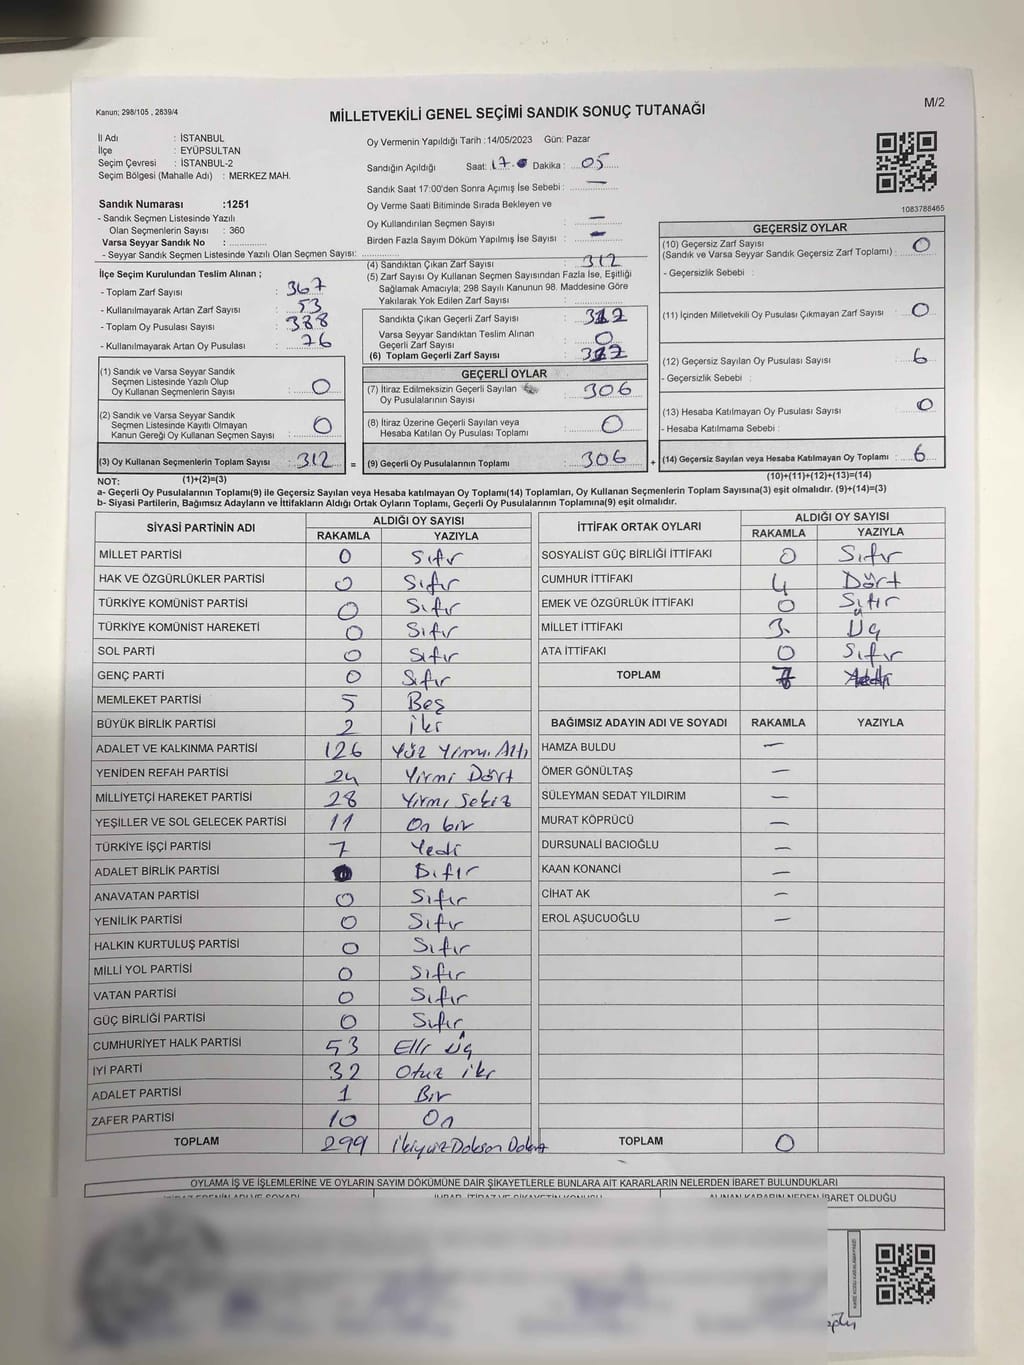 Kanun; 298/105 , 2839/4
MİLLETVEKİLİ GENEL SEÇİMİ SANDIK SONUÇ TUTANAĞI
M/2
İl Adı : İSTANBUL
İlçe : EYÜPSULTAN
Seçim Çevresi : İSTANBUL-2
Seçim Bölgesi (Mahalle Adı) : MERKEZ MAH.
Sandık Numarası :1251
- Sandık Seçmen Listesinde Yazılı
Olan Seçmenlerin Sayısı : 360
Varsa Seyyar Sandık No :
- Seyyar Sandık Seçmen Listesinde Yazılı Olan Seçmen Sayısı:
Oy Vermenin Yapıldığı Tarih :14/05/2023 Gün: Pazar
Sandığın Açıldığı Saat: 17 Dakika : 05
Sandık Saat 17:00'den Sonra Açımış İse Sebebi : —
Oy Verme Saati Bitiminde Sırada Bekleyen ve
Oy Kullandırılan Seçmen Sayısı : —
Birden Fazla Sayım Döküm Yapılmış İse Sayısı : —
1083788465
İlçe Seçim Kurulundan Teslim Alınan ;
- Toplam Zarf Sayısı : 367
- Kullanılmayarak Artan Zarf Sayısı : 53
- Toplam Oy Pusulası Sayısı : 388
- Kullanılmayarak Artan Oy Pusulası : 76
(1) Sandık ve Varsa Seyyar Sandık
Seçmen Listesinde Yazılı Olup
Oy Kullanan Seçmenlerin Sayısı : 0
(2) Sandık ve Varsa Seyyar Sandık
Seçmen Listesinde Kayıtlı Olmayan
Kanun Gereği Oy Kullanan Seçmen Sayısı : 0
(3) Oy Kullanan Seçmenlerin Toplam Sayısı : 312
(4) Sandıktan Çıkan Zarf Sayısı : 312
(5) Zarf Sayısı Oy Kullanan Seçmen Sayısından Fazla İse, Eşitliği
Sağlamak Amacıyla; 298 Sayılı Kanunun 98. Maddesine Göre
Yakılarak Yok Edilen Zarf Sayısı :
Sandıkta Çıkan Geçerli Zarf Sayısı : 312
Varsa Seyyar Sandıktan Teslim Alınan
Geçerli Zarf Sayısı : 0
(6) Toplam Geçerli Zarf Sayısı : 312
GEÇERLİ OYLAR
(7) İtiraz Edilmeksizin Geçerli Sayılan
Oy Pusulalarının Sayısı : 306
(8) İtiraz Üzerine Geçerli Sayılan veya
Hesaba Katılan Oy Pusulası Toplamı : 0
= (9) Geçerli Oy Pusulalarının Toplamı : 306
GEÇERSİZ OYLAR
(10) Geçersiz Zarf Sayısı
(Sandık ve Varsa Seyyar Sandık Geçersiz Zarf Toplamı) : 0
- Geçersizlik Sebebi :
(11) İçinden Milletvekili Oy Pusulası Çıkmayan Zarf Sayısı : 0
(12) Geçersiz Sayılan Oy Pusulası Sayısı : 6
- Geçersizlik Sebebi :
(13) Hesaba Katılmayan Oy Pusulası Sayısı : 0
- Hesaba Katılmama Sebebi :
+ (14) Geçersiz Sayılan veya Hesaba Katılmayan Oy Toplamı : 6
NOT: (1)+(2)=(3)
(10)+(11)+(12)+(13)=(14)
a- Geçerli Oy Pusulalarının Toplamı(9) ile Geçersiz Sayılan veya Hesaba katılmayan Oy Toplamı(14) Toplamları, Oy Kullanan Seçmenlerin Toplam Sayısına(3) eşit olmalıdır. (9)+(14)=(3)
b- Siyasi Partilerin, Bağımsız Adayların ve İttifakların Aldığı Ortak Oyların Toplamı, Geçerli Oy Pusulalarının Toplamına(9) eşit olmalıdır.
SİYASİ PARTİNİN ADI ALDIĞI OY SAYISI
RAKAMLA YAZIYLA
MİLLET PARTİSİ 0 Sıfır
HAK VE ÖZGÜRLÜKLER PARTİSİ 0 Sıfır
TÜRKİYE KOMÜNİST PARTİSİ 0 Sıfır
TÜRKİYE KOMÜNİST HAREKETİ 0 Sıfır
SOL PARTİ 0 Sıfır
GENÇ PARTİ 0 Sıfır
MEMLEKET PARTİSİ 5 Beş
BÜYÜK BİRLİK PARTİSİ 2 iki
ADALET VE KALKINMA PARTİSİ 126 Yüz Yirmi Altı
YENİDEN REFAH PARTİSİ 24 Yirmi Dört
MİLLİYETÇİ HAREKET PARTİSİ 28 Yirmi Sekiz
YEŞİLLER VE SOL GELECEK PARTİSİ 11 On bir
TÜRKİYE İŞÇİ PARTİSİ 7 Yedi
ADALET BİRLİK PARTİSİ Sıfır
ANAVATAN PARTİSİ 0 Sıfır
YENİLİK PARTİSİ 0 Sıfır
HALKIN KURTULUŞ PARTİSİ 0 Sıfır
MİLLİ YOL PARTİSİ 0 Sıfır
VATAN PARTİSİ 0 Sıfır
GÜÇ BİRLİĞİ PARTİSİ 0 Sıfır
CUMHURİYET HALK PARTİSİ 53 Elli üç
İYİ PARTİ 32 Otuz iki
ADALET PARTİSİ 1 Bir
ZAFER PARTİSİ 10 On
TOPLAM 299 ikiyüz Doksan Dokuz
İTTİFAK ORTAK OYLARI ALDIĞI OY SAYISI
RAKAMLA YAZIYLA
SOSYALİST GÜÇ BİRLİĞİ İTTİFAKI 0 Sıfır
CUMHUR İTTİFAKI 4 Dört
EMEK VE ÖZGÜRLÜK İTTİFAKI 0 Sıfır
MİLLET İTTİFAKI 3 Üç
ATA İTTİFAKI 0 Sıfır
TOPLAM 7
BAĞIMSIZ ADAYIN ADI VE SOYADI RAKAMLA YAZIYLA
HAMZA BULDU —
ÖMER GÖNÜLTAŞ —
SÜLEYMAN SEDAT YILDIRIM —
MURAT KÖPRÜCÜ —
DURSUNALİ BACIOĞLU —
KAAN KONANCİ —
CİHAT AK —
EROL AŞUCUOĞLU —
TOPLAM 0
OYLAMA İŞ VE İŞLEMLERİNE VE OYLARIN SAYIM DÖKÜMÜNE DAİR ŞİKAYETLERLE BUNLARA AİT KARARLARIN NELERDEN İBARET BULUNDUKLARI
ALINAN KARARIN NEDEN İBARET OLDUĞU